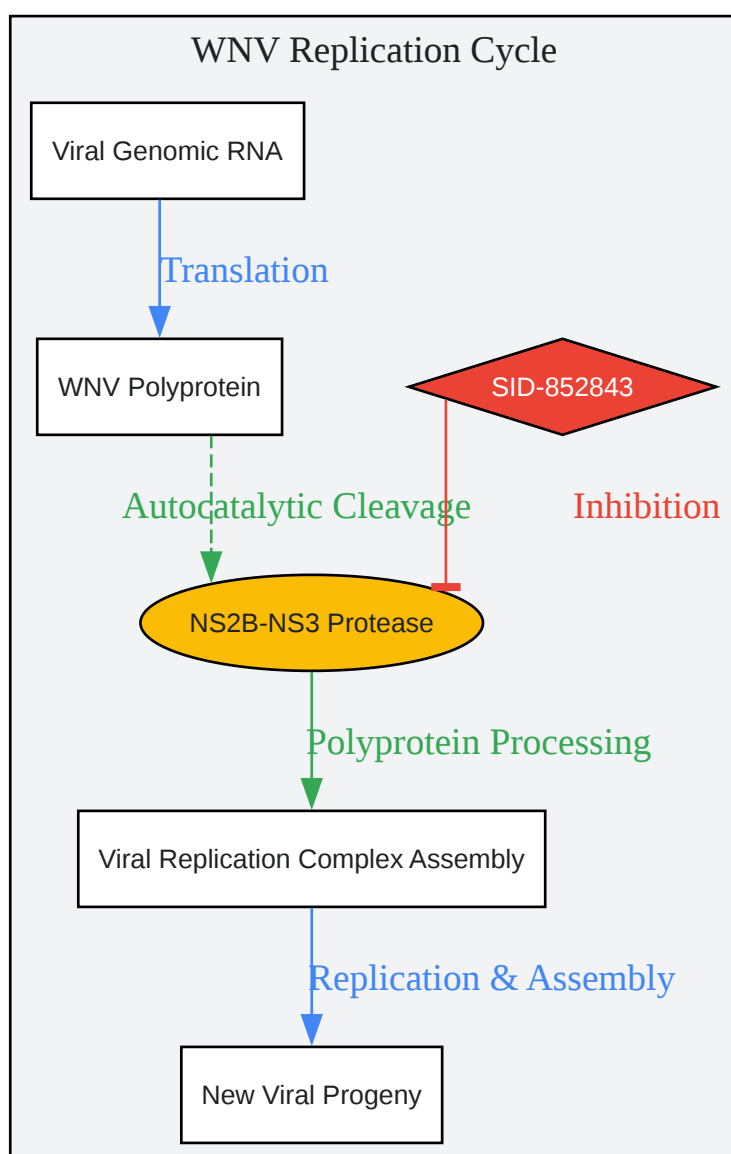 WNV Replication Cycle
Viral Genomic RNA
Translation
WNV Polyprotein
SID-852843
Autocatalytic Cleavage
Inhibition
NS2B-NS3 Protease
Polyprotein Processing
Viral Replication Complex Assembly
Replication & Assembly
New Viral Progeny